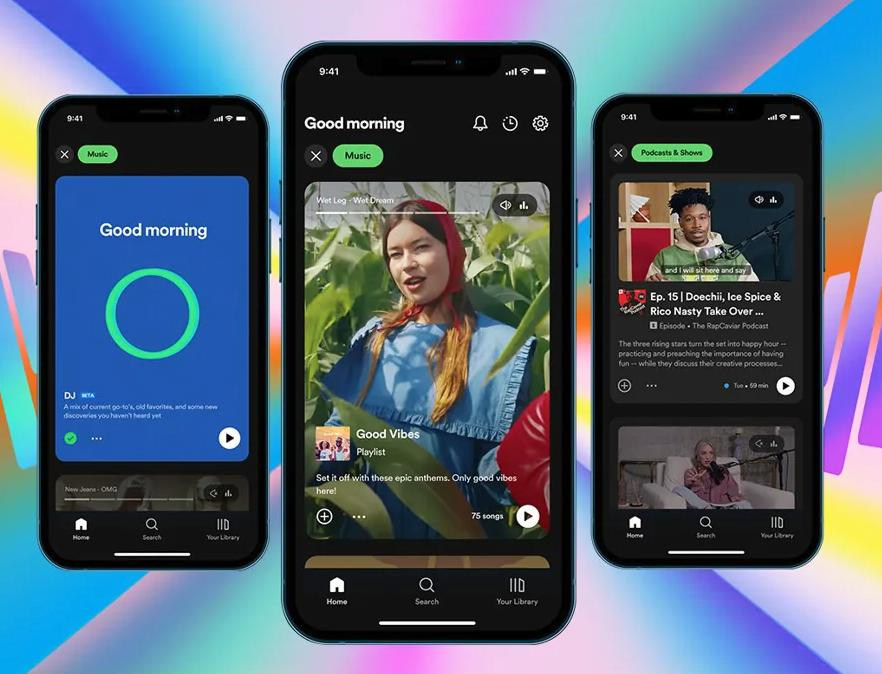 9:41
Music
Good morning
DJ BETA
A mix of current go-to's, old favorites, and some new
discoveries you haven't heard yet
New Jeans - OMG
Home Search Your Library
9:41
Good morning
Music
Wet Leg - Wet Dream
Good Vibes
Playlist
Set it off with these epic anthems. Only good vibes
here!
75 songs
Home Search Your Library
9:41
Podcasts & Shows
and I will sit here and say
Ep. 15 | Doechii, Ice Spice &
Rico Nasty Take Over ...
E Episode • The RapCaviar Podcast
The three rising stars turn the set into happy hour --
practicing and preaching the importance of having
fun -- while they discuss their creative processes...
Tue • 59 min
Home Search Your Library